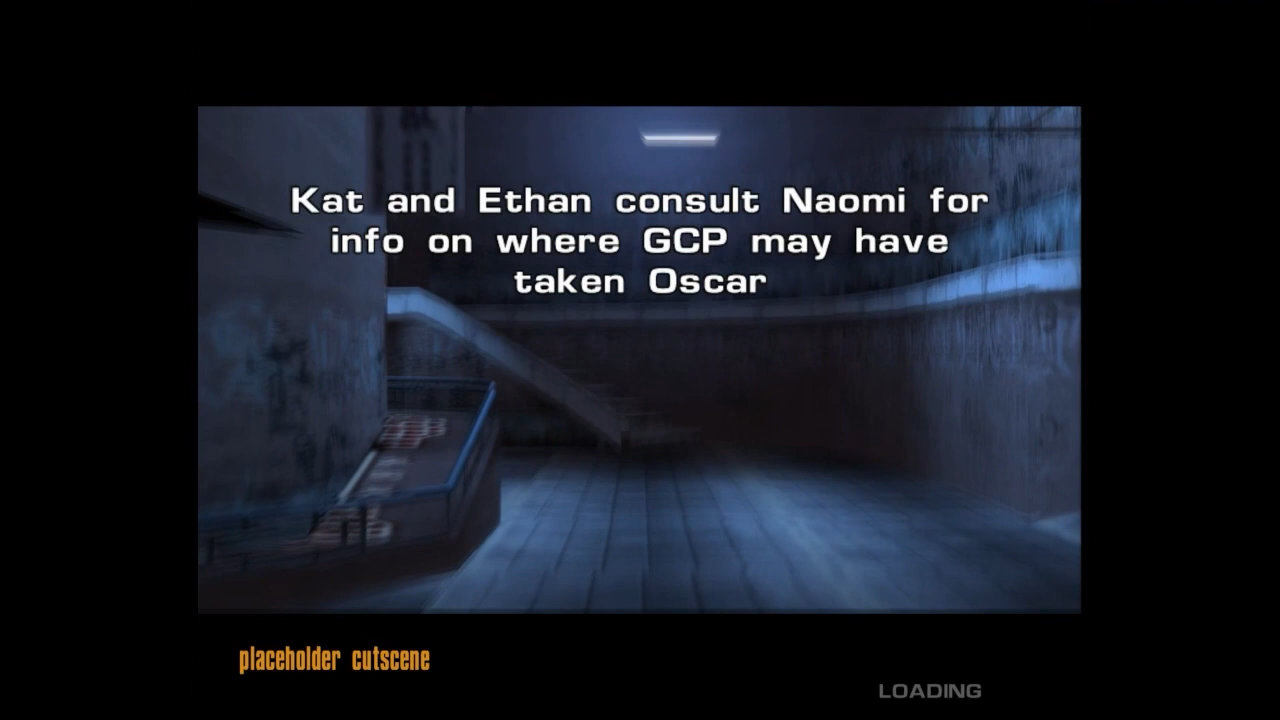 Kat and Ethan consult Naomi for
info on where GCP may have
taken Oscar
placeholder cutscene
LOADING